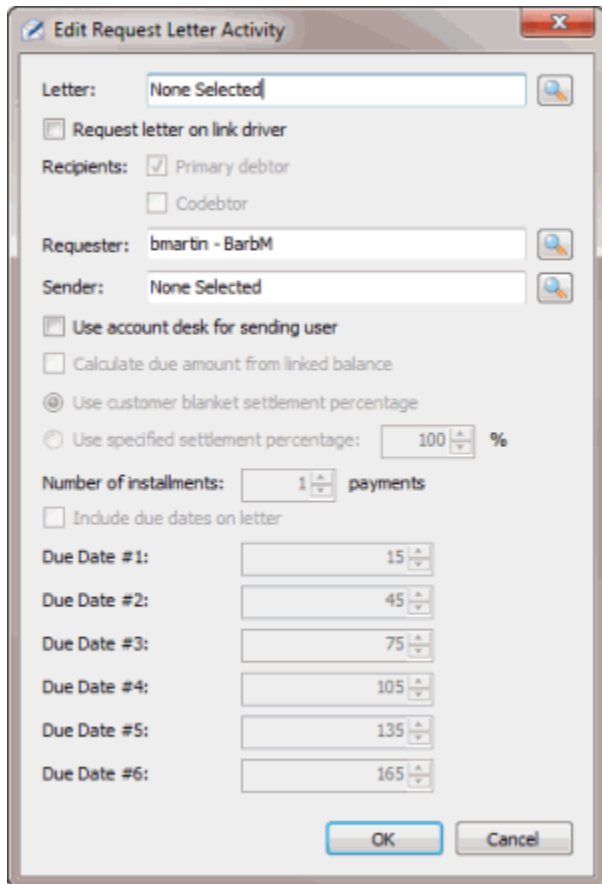 Edit Request Letter Activity
Letter: None Selected
Request letter on link driver
Recipients: Primary debtor
Codebtor
Requester: bmartin - BarbM
Sender: None Selected
Use account desk for sending user
Calculate due amount from linked balance
Use customer blanket settlement percentage
Use specified settlement percentage: 100 %
Number of installments: 1 payments
Include due dates on letter
Due Date #1: 15
Due Date #2: 45
Due Date #3: 75
Due Date #4: 105
Due Date #5: 135
Due Date #6: 165
OK Cancel